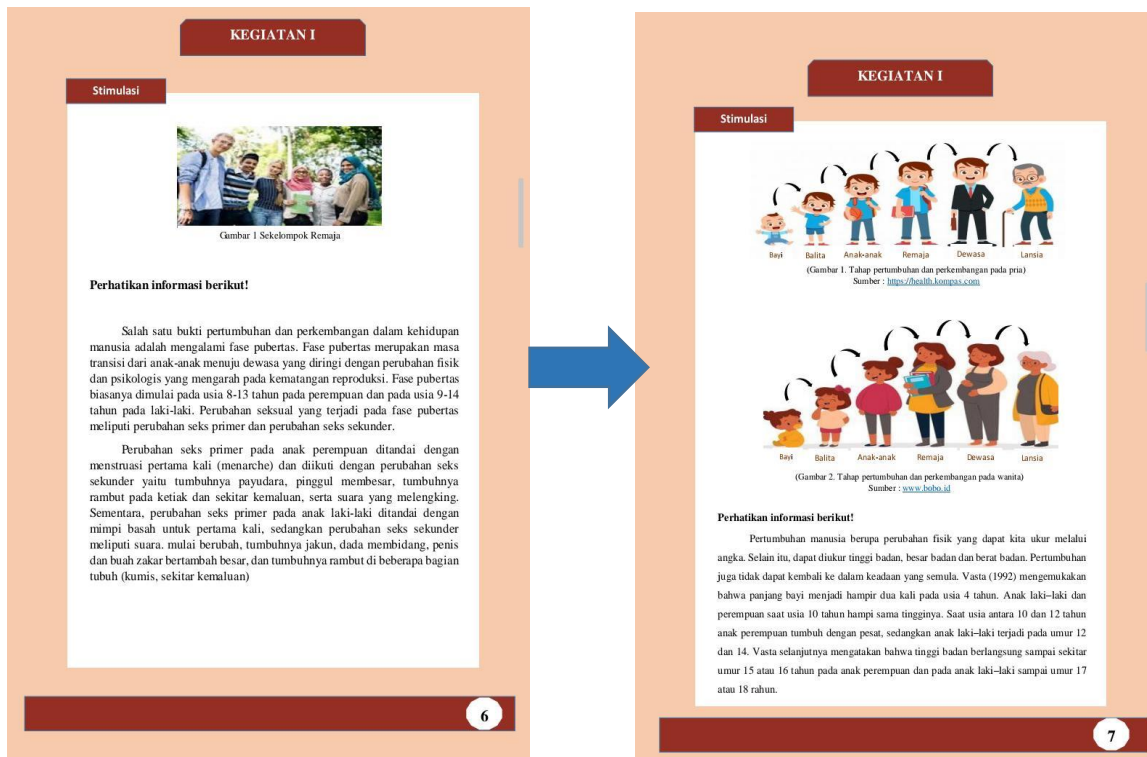 KEGIATAN I
Stimulasi
Gambar 1 Sekelompok Remaja
Perhatikan informasi berikut!
Salah satu bukti pertumbuhan dan perkembangan dalam kehidupan
manusia adalah mengalami fase pubertas. Fase pubertas merupakan masa
transisi dari anak-anak menuju dewasa yang diringi dengan perubahan fisik
dan psikologis yang mengarah pada kematangan reproduksi. Fase pubertas
biasanya dimulai pada usia 8-13 tahun pada perempuan dan pada usia 9-14
tahun pada laki-laki. Perubahan seksual yang terjadi pada fase pubertas
meliputi perubahan seks primer dan perubahan seks sekunder.
Perubahan seks primer pada anak perempuan ditandai dengan
menstruasi pertama kali (menarche) dan diikuti dengan perubahan seks
sekunder yaitu tumbuhnya payudara, pinggul membesar, tumbuhnya
rambut pada ketiak dan sekitar kemaluan, serta suara yang melengking.
Sementara, perubahan seks primer pada anak laki-laki ditandai dengan
mimpi basah untuk pertama kali, sedangkan perubahan seks sekunder
meliputi suara. mulai berubah, tumbuhnya jakun, dada membidang, penis
dan buah zakar bertambah besar, dan tumbuhnya rambut di beberapa bagian
tubuh (kumis, sekitar kemaluan)
6
KEGIATAN I
Stimulasi
Bayi Balita Anak-anak Remaja Dewasa Lansia
(Gambar 1. Tahap pertumbuhan dan perkembangan pada pria)
Sumber : https://health.kompas.com
Bayi Balita Anak-anak Remaja Dewasa Lansia
(Gambar 2. Tahap pertumbuhan dan perkembangan pada wanita)
Sumber : www.bobo.id
Perhatikan informasi berikut!
Pertumbuhan manusia berupa perubahan fisik yang dapat kita ukur melalui
angka. Selain itu, dapat diukur tinggi badan, besar badan dan berat badan. Pertumbuhan
juga tidak dapat kembali ke dalam keadaan yang semula. Vasta (1992) mengemukakan
bahwa panjang bayi menjadi hampir dua kali pada usia 4 tahun. Anak laki–laki dan
perempuan saat usia 10 tahun hampi sama tingginya. Saat usia antara 10 dan 12 tahun
anak perempuan tumbuh dengan pesat, sedangkan anak laki–laki terjadi pada umur 12
dan 14. Vasta selanjutnya mengatakan bahwa tinggi badan berlangsung sampai sekitar
umur 15 atau 16 tahun pada anak perempuan dan pada anak laki–laki sampai umur 17
atau 18 rahun.
7